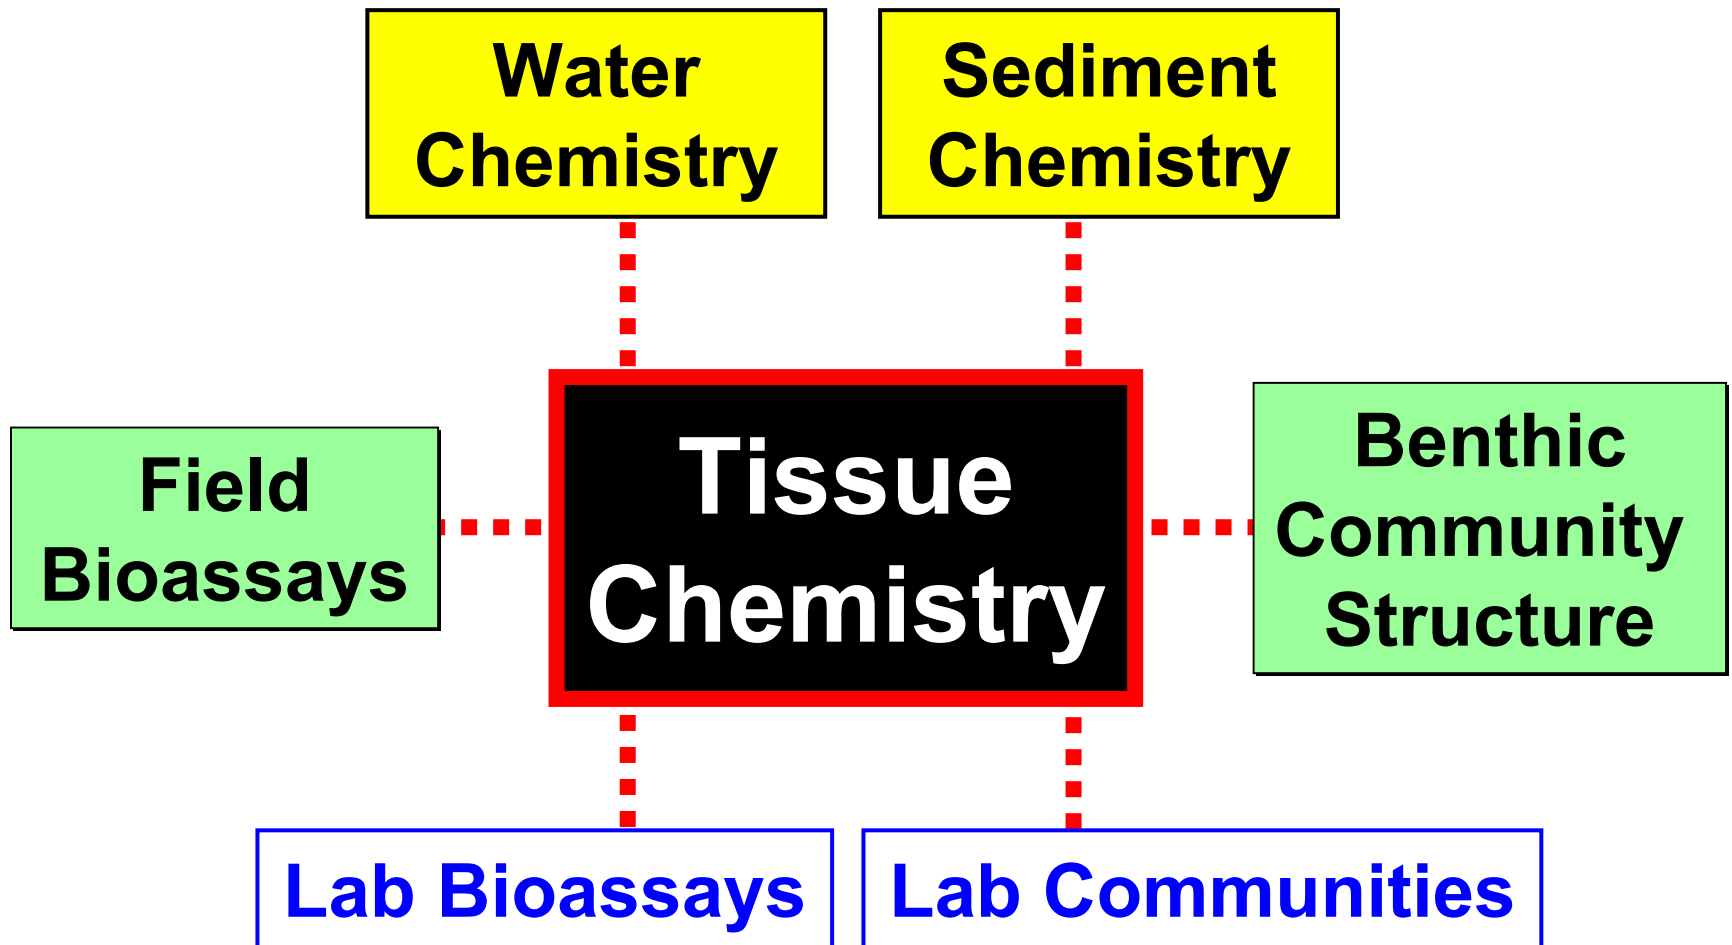 Water
Chemistry
Sediment
Chemistry
Field
Bioassays
Tissue
Chemistry
Benthic
Community
Structure
Lab Bioassays
Lab Communities